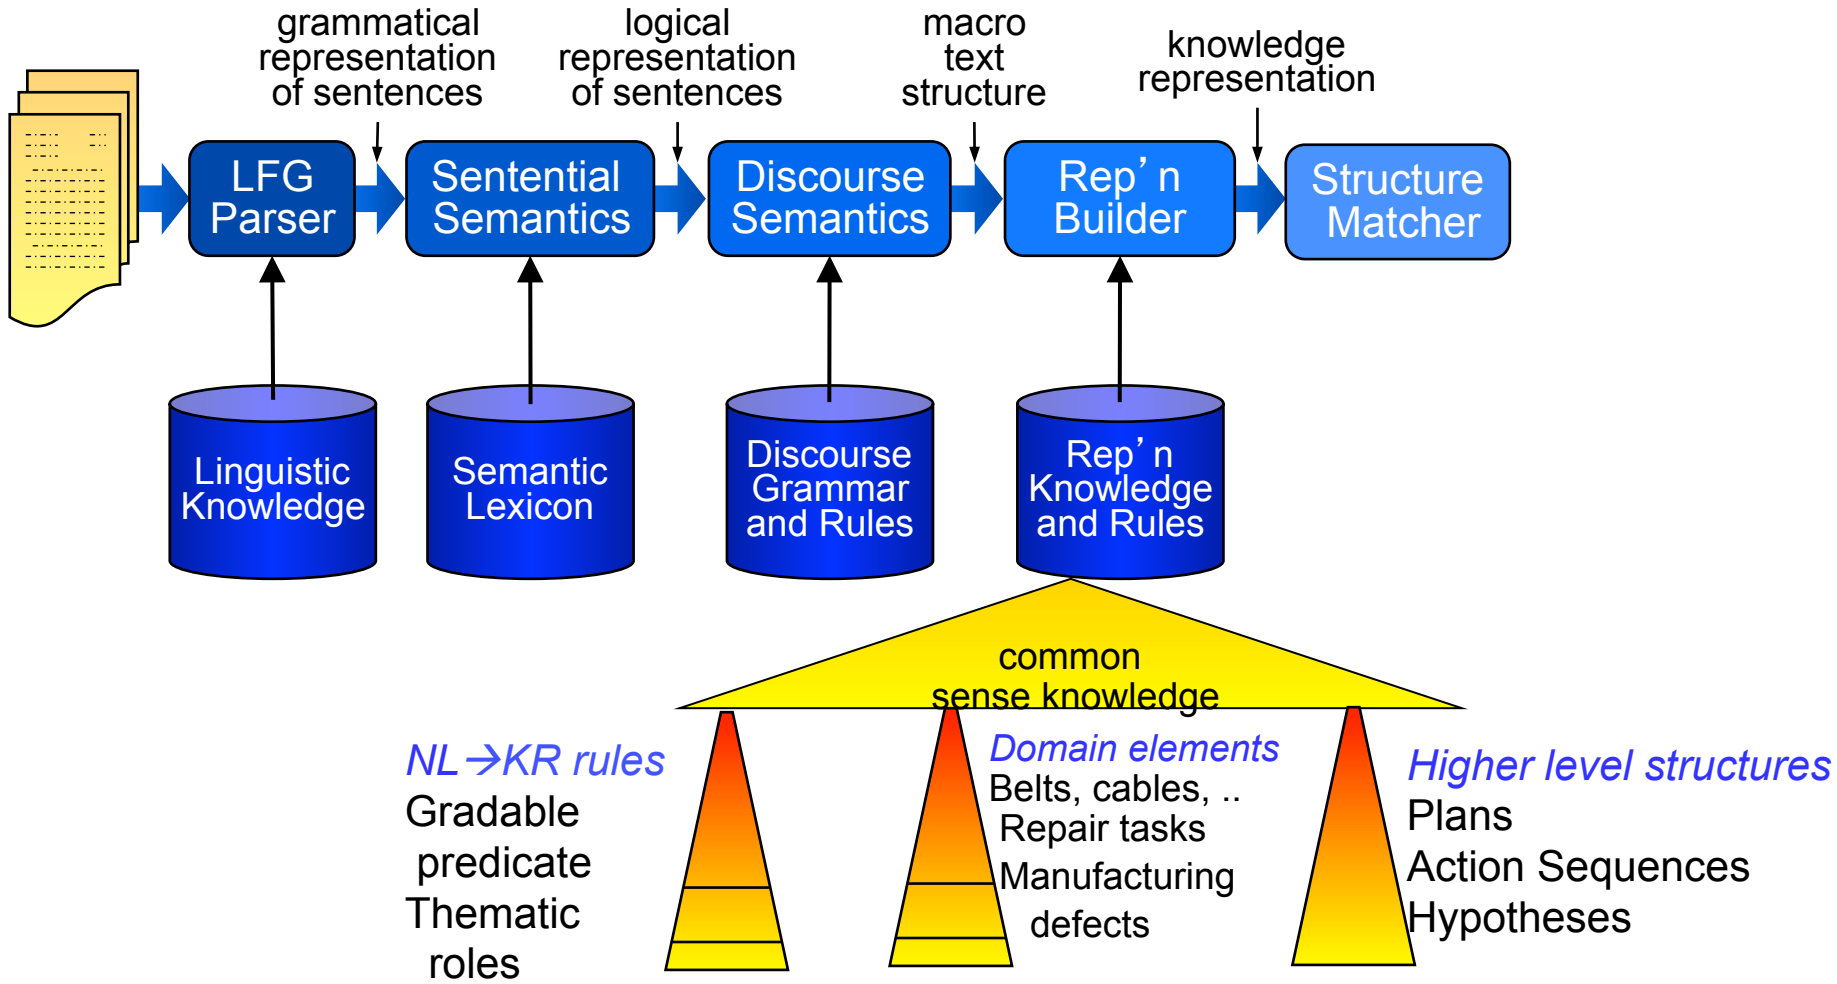 grammatical
representation
of sentences
logical
representation
of sentences
macro
text
structure
knowledge
representation
LFG
Parser
Sentential
Semantics
Discourse
Semantics
Rep’n
Builder
Structure
Matcher
Linguistic
Knowledge
Semantic
Lexicon
Discourse
Grammar
and Rules
Rep’n
Knowledge
and Rules
common
sense knowledge
NL→KR rules
Gradable
predicate
Thematic
roles
Domain elements
Belts, cables, ..
Repair tasks
Manufacturing
defects
Higher level structures
Plans
Action Sequences
Hypotheses